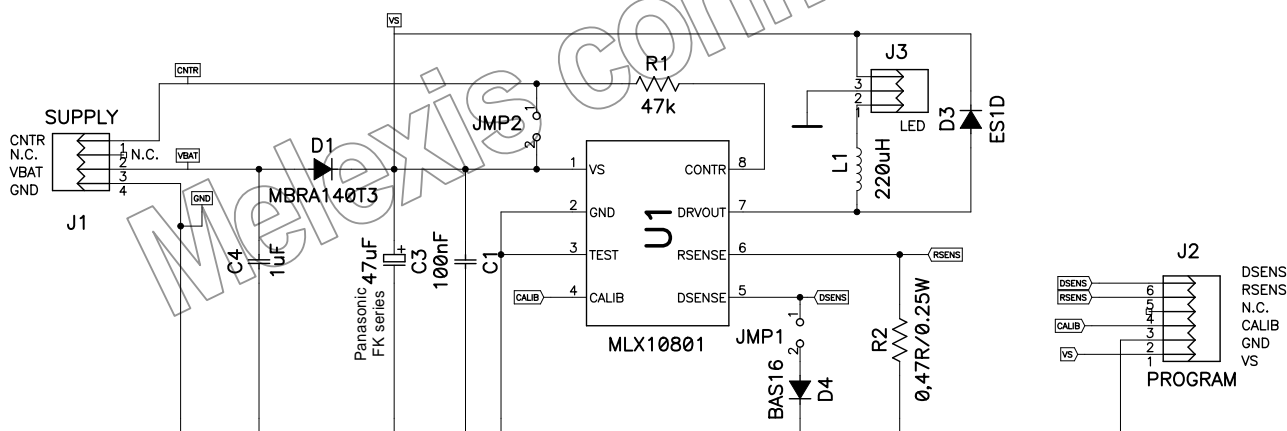 VS
CNTR
R1
47k
J3
LED
1
2
3
D3
ES1D
SUPPLY
CNTR
N.C.
VBAT
GND
1
2
3
4
N.C.
J1
VBAT
GND
D1
MBRA140T3
JMP2
1
2
L1
220uH
C4
1uF
47uF
+
C3
Panasonic
FK series
100nF
C1
U1
MLX10801
1 VS
2 GND
3 TEST
4 CALIB
CONTR 8
DRVOUT 7
RSENSE 6
DSENSE 5
CALIB
RSENS
DSENS
JMP1
1
2
BAS16
D4
R2
0,47R/0.25W
J2
DSENS
RSENS
CALIB
VS
6
5
4
3
2
1
DSENS
RSENS
N.C.
CALIB
GND
VS
PROGRAM
Melexis